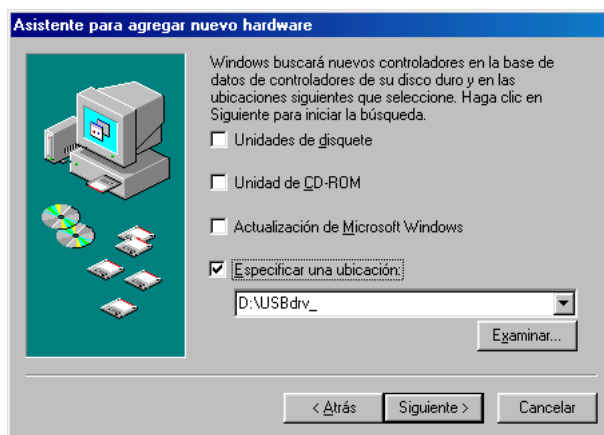 Asistente para agregar nuevo hardware
Windows buscará nuevos controladores en la base de
datos de controladores de su disco duro y en las
ubicaciones siguientes que seleccione. Haga clic en
Siguiente para iniciar la búsqueda.
Unidades de disquete
Unidad de CD-ROM
Actualización de Microsoft Windows
Especificar una ubicación:
D:\USBdrv_
Examinar...
< Atrás
Siguiente >
Cancelar